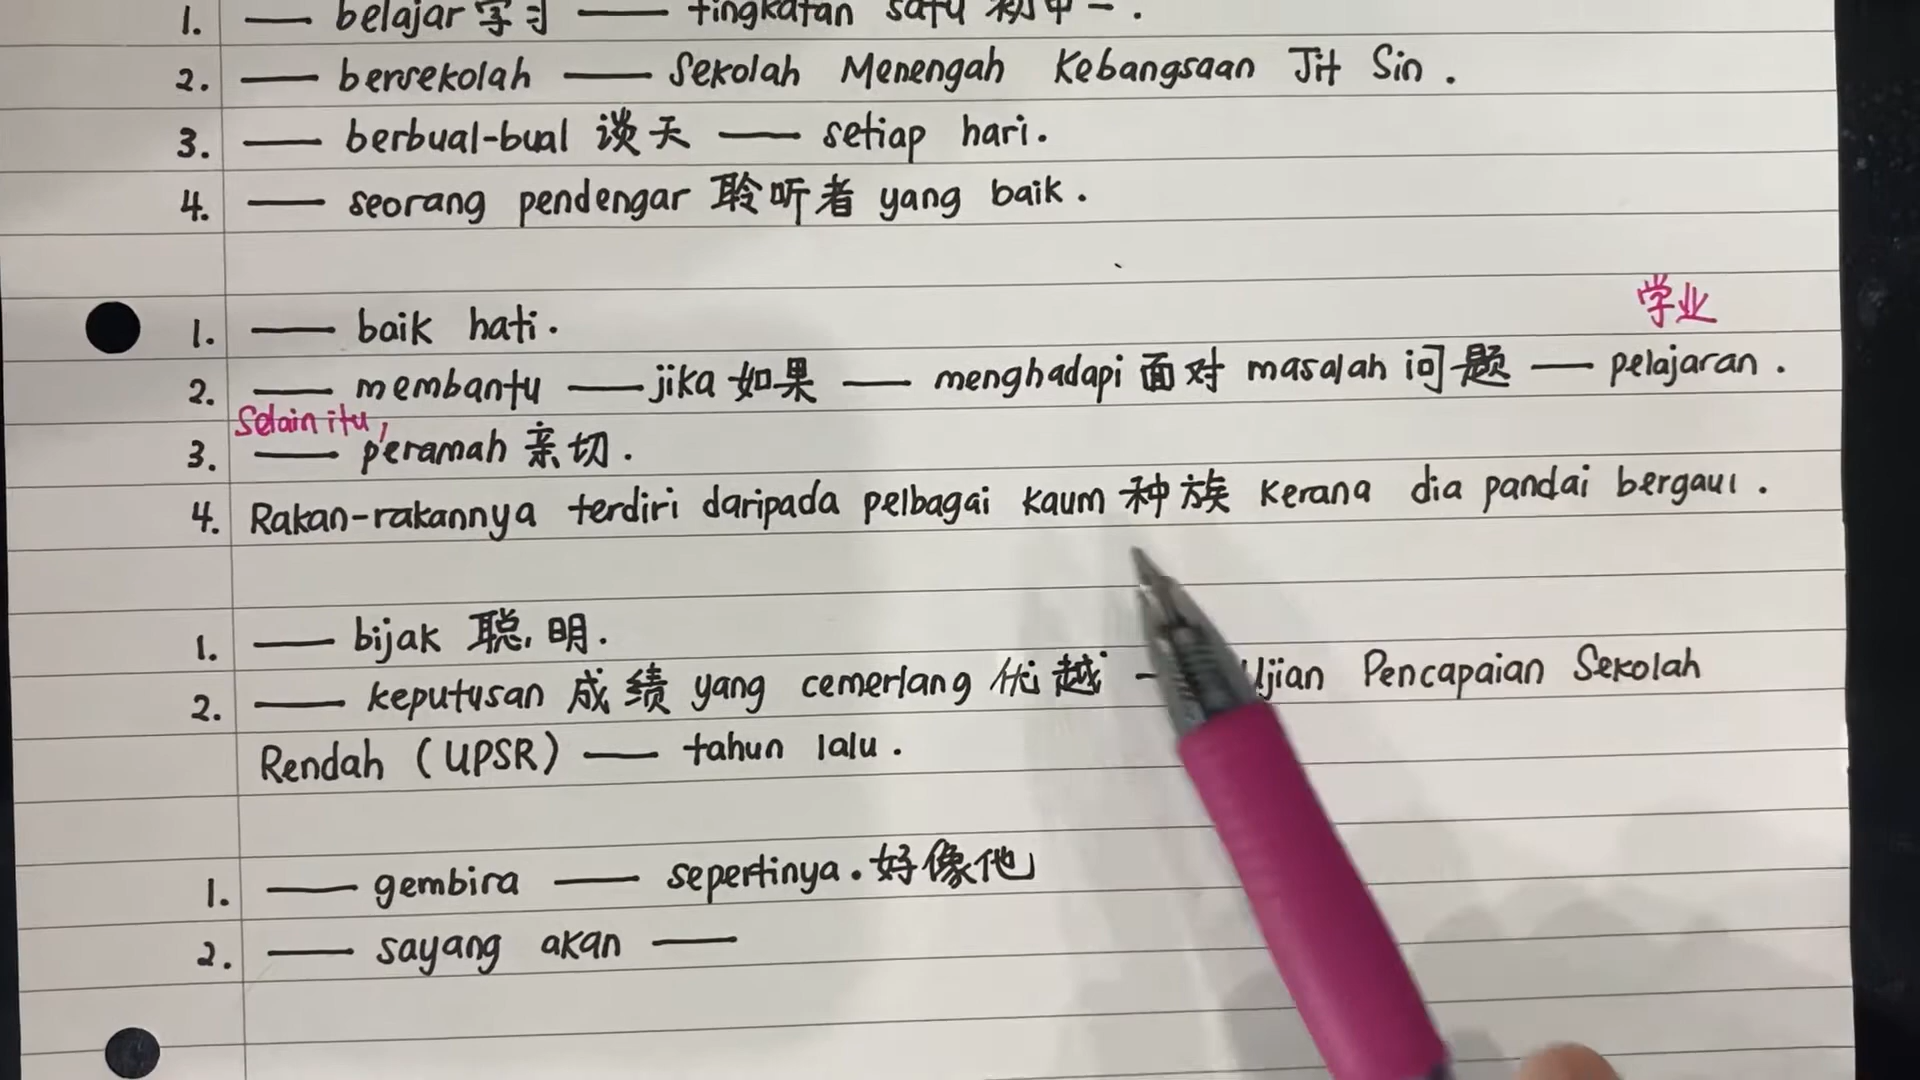 1. — belajar 学习 — tingkatan satu 初中一.
2. — bersekolah — Sekolah Menengah Kebangsaan Jit Sin.
3. — berbual-bual 谈天 — setiap hari.
4. — seorang pendengar 聆听者 yang baik.
1. — baik hati.
学业
2. — membantu — jika 如果 — menghadapi 面对 masalah 问题 — pelajaran.
Selain itu,
3. — peramah 亲切.
4. Rakan-rakannya terdiri daripada pelbagai kaum 种族 kerana dia pandai bergaul.
1. — bijak 聪明.
2. — keputusan 成绩 yang cemerlang 优越 — Ujian Pencapaian Sekolah
Rendah (UPSR) — tahun lalu.
1. — gembira — sepertinya. 好像他
2. — sayang akan —